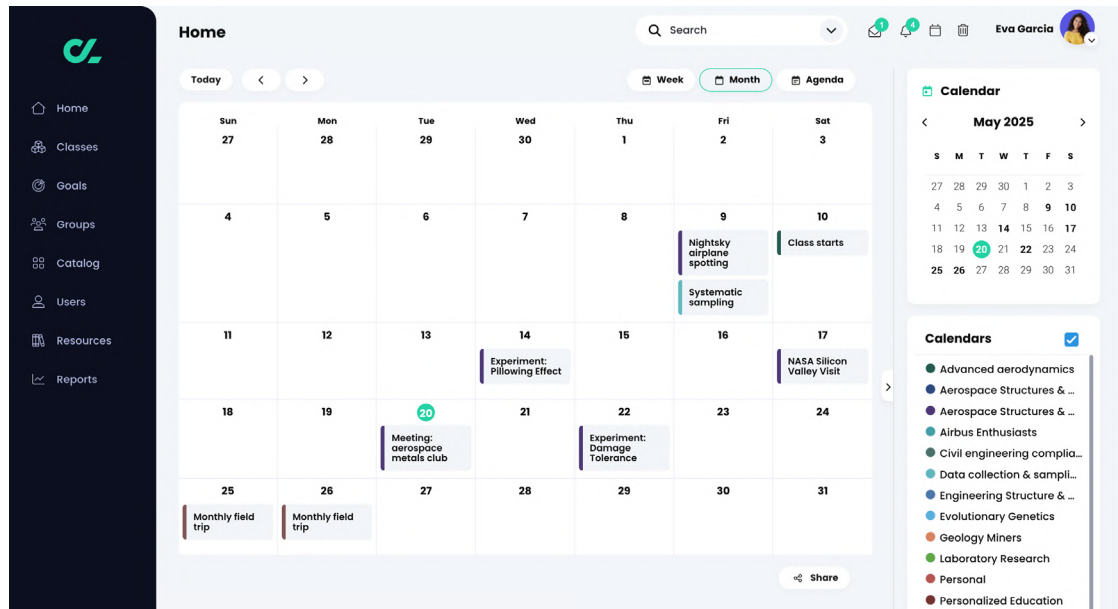 Home
Search
1
4
Eva Garcia
Home
Classes
Goals
Groups
Catalog
Users
Resources
Reports
Today
Week
Month
Agenda
Sun Mon Tue Wed Thu Fri Sat
27 28 29 30 1 2 3
4 5 6 7 8 9 10
Nightsky
airplane
spotting
Systematic
sampling
Class starts
11 12 13 14 15 16 17
Experiment:
Pillowing Effect
NASA Silicon
Valley Visit
18 19 20 21 22 23 24
Meeting:
aerospace
metals club
Experiment:
Damage
Tolerance
25 26 27 28 29 30 31
Monthly field
trip
Monthly field
trip
Share
Calendar
May 2025
S M T W T F S
27 28 29 30 1 2 3
4 5 6 7 8 9 10
11 12 13 14 15 16 17
18 19 20 21 22 23 24
25 26 27 28 29 30 31
Calendars
Advanced aerodynamics
Aerospace Structures & ...
Aerospace Structures & ...
Airbus Enthusiasts
Civil engineering complia...
Data collection & sampli...
Engineering Structure & ...
Evolutionary Genetics
Geology Miners
Laboratory Research
Personal
Personalized Education